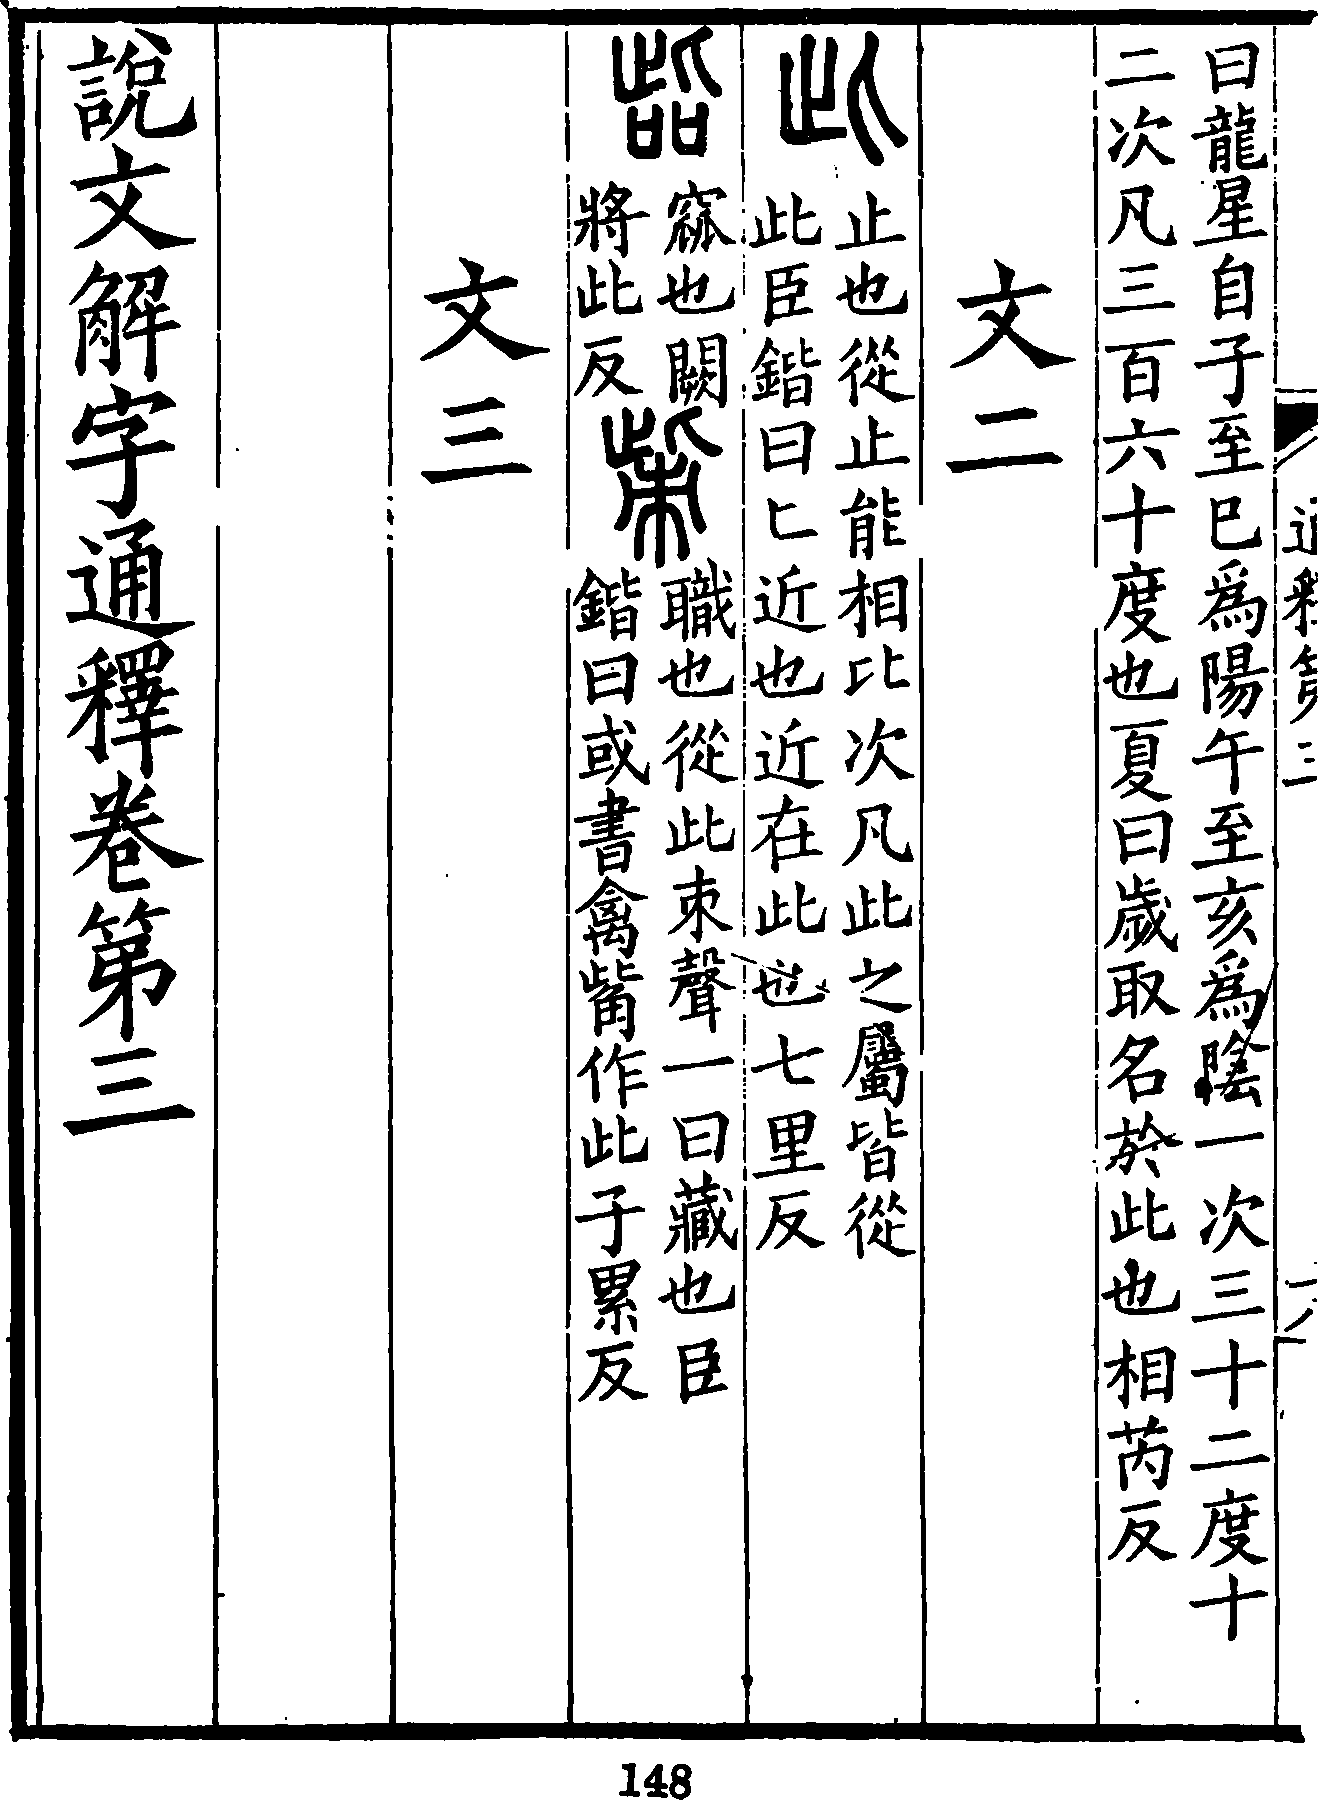 曰龍星自子至巳爲陽午至亥爲陰一次三十二度十
二次凡三百六十度也夏曰歲取名於此也相芮反
文二
此
止也從止能相比次凡此之屬皆從
此臣鍇曰匕近也近在此也七里反
㗪
窳也闕
將此反
㭰
職也從此朿聲一曰藏也臣
鍇曰或書禽觜作此子累反
文三
說文解字通釋卷第三
148